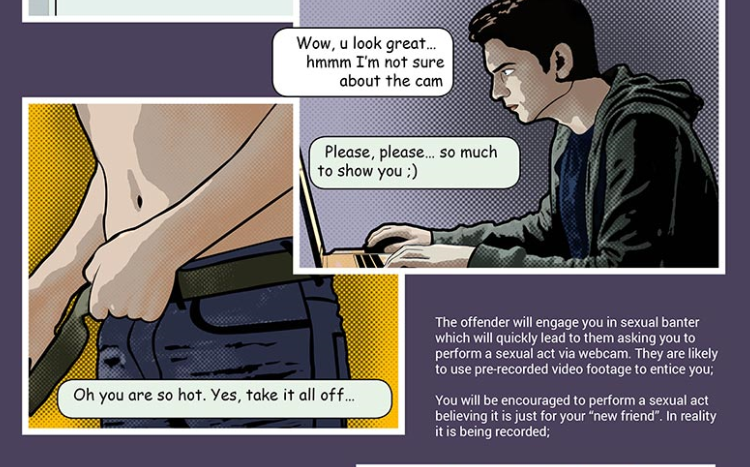 Wow, u look great...
hmmm I'm not sure
about the cam
Please, please... so much
to show you ;)
Oh you are so hot. Yes, take it all off...
The offender will engage you in sexual banter
which will quickly lead to them asking you to
perform a sexual act via webcam. They are likely
to use pre-recorded video footage to entice you;
You will be encouraged to perform a sexual act
believing it is just for your “new friend”. In reality
it is being recorded;